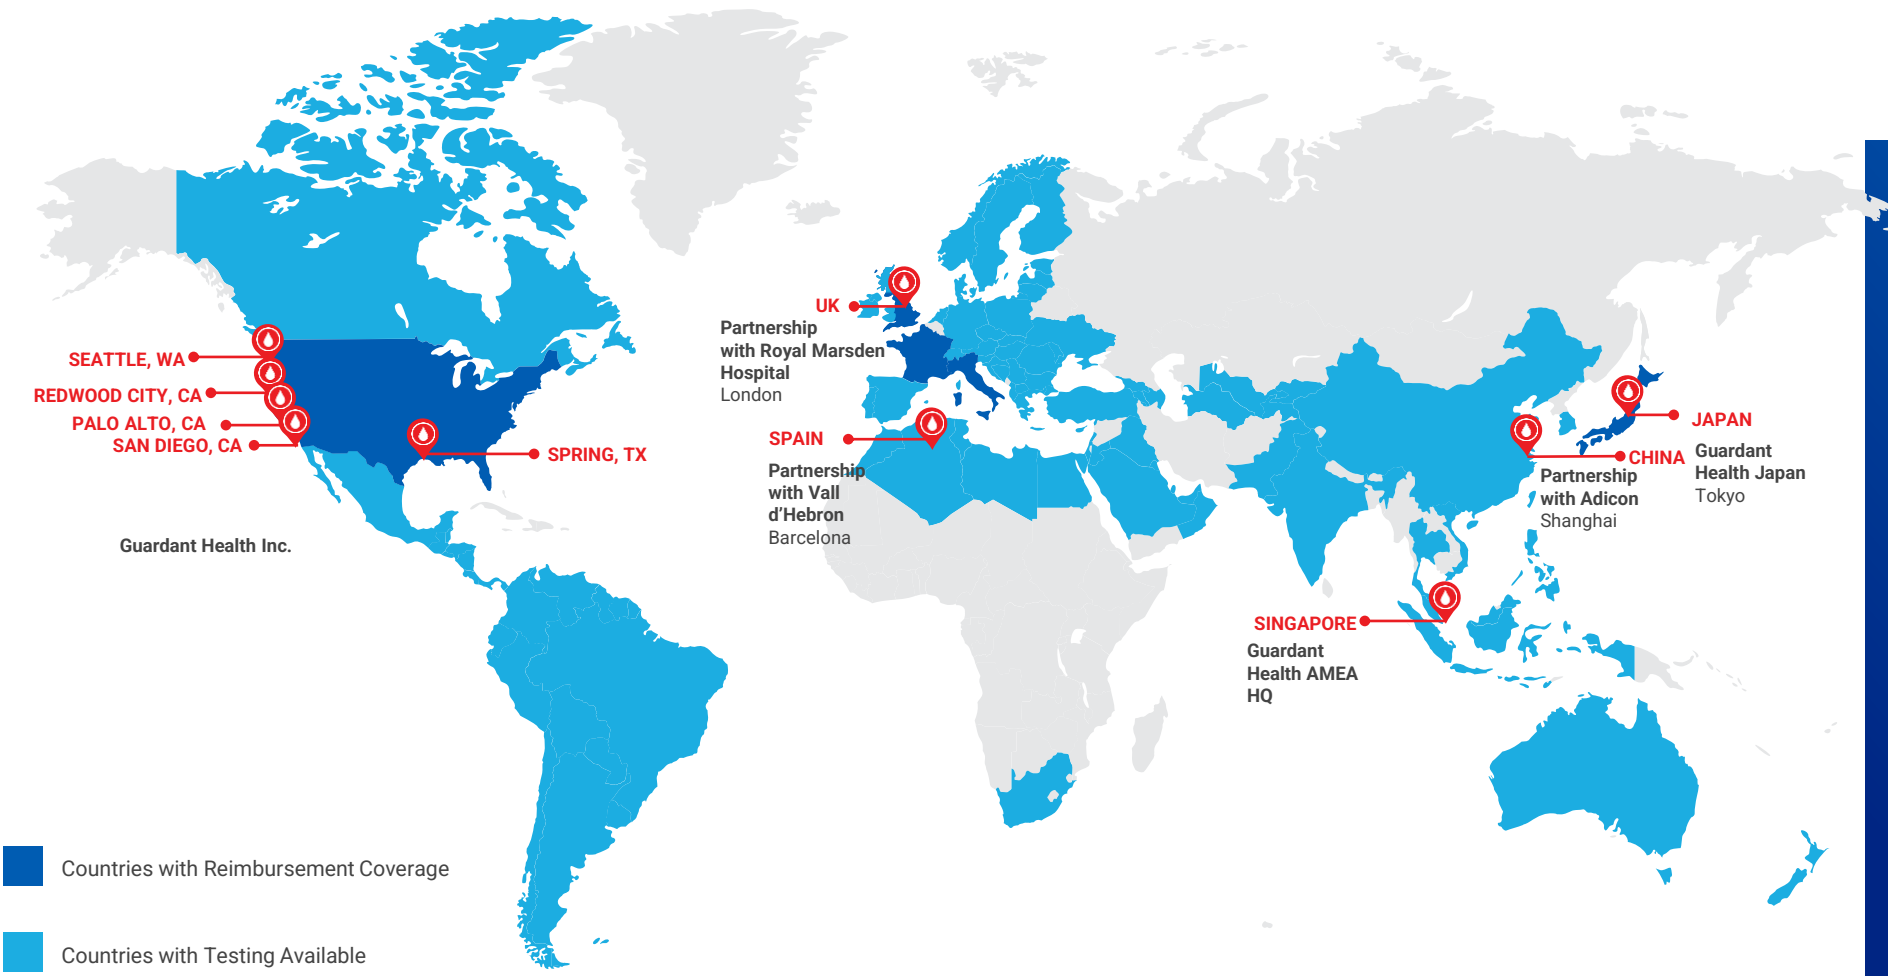 SEATTLE, WA
REDWOOD CITY, CA
PALO ALTO, CA
SAN DIEGO, CA
SPRING, TX
Guardant Health Inc.
UK
Partnership
with Royal Marsden
Hospital
London
SPAIN
Partnership
with Vall
d’Hebron
Barcelona
JAPAN
Guardant
Health Japan
Tokyo
CHINA
Partnership
with Adicon
Shanghai
SINGAPORE
Guardant
Health AMEA
HQ
Countries with Reimbursement Coverage
Countries with Testing Available